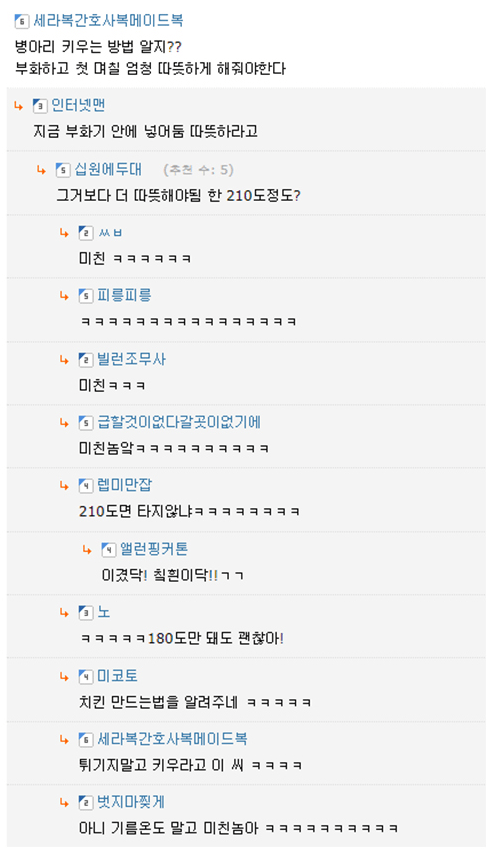 6 세라복간호사복메이드복
병아리 키우는 방법 알지??
부화하고 첫 며칠 엄청 따뜻하게 해줘야한다
3 인터넷맨
지금 부화기 안에 넣어둠 따뜻하라고
5 십원에두대 (추천 수: 5)
그거보다 더 따뜻해야됨 한 210도정도?
2 ㅆㅂ
미친 ㅋㅋㅋㅋㅋㅋ
5 피릉피릉
ㅋㅋㅋㅋㅋㅋㅋㅋㅋㅋㅋㅋㅋㅋㅋㅋ
2 빌런조무사
미친ㅋㅋㅋ
5 급할것이없다갈곳이없기에
미친놈앜ㅋㅋㅋㅋㅋㅋㅋㅋㅋㅋ
4 렙미만잡
210도면 타지않냐ㅋㅋㅋㅋㅋㅋㅋㅋ
4 앨런핑커톤
이겼닭! 칰흰이닭!!ㄱㄱ
3 노
ㅋㅋㅋㅋㅋ180도만 돼도 괜찮아!
4 미코토
치킨 만드는법을 알려주네 ㅋㅋㅋㅋㅋ
6 세라복간호사복메이드복
튀기지말고 키우라고 이 씨 ㅋㅋㅋㅋ
2 벗지마찢게
아니 기름온도 말고 미친놈아 ㅋㅋㅋㅋㅋㅋㅋㅋㅋㅋ